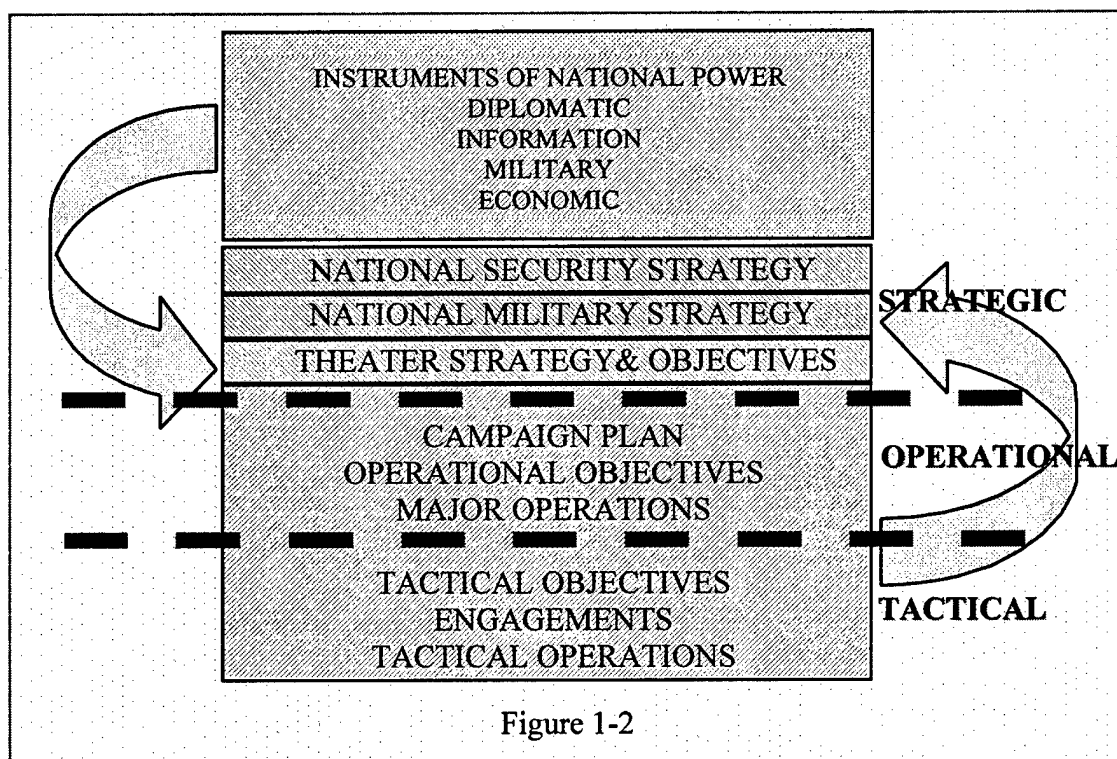 INSTRUMENTS OF NATIONAL POWER
DIPLOMATIC
INFORMATION
MILITARY
ECONOMIC
NATIONAL SECURITY STRATEGY
NATIONAL MILITARY STRATEGY
THEATER STRATEGY& OBJECTIVES
STRATEGIC
CAMPAIGN PLAN
OPERATIONAL OBJECTIVES
MAJOR OPERATIONS
OPERATIONAL
TACTICAL OBJECTIVES
ENGAGEMENTS
TACTICAL OPERATIONS
TACTICAL
Figure 1-2